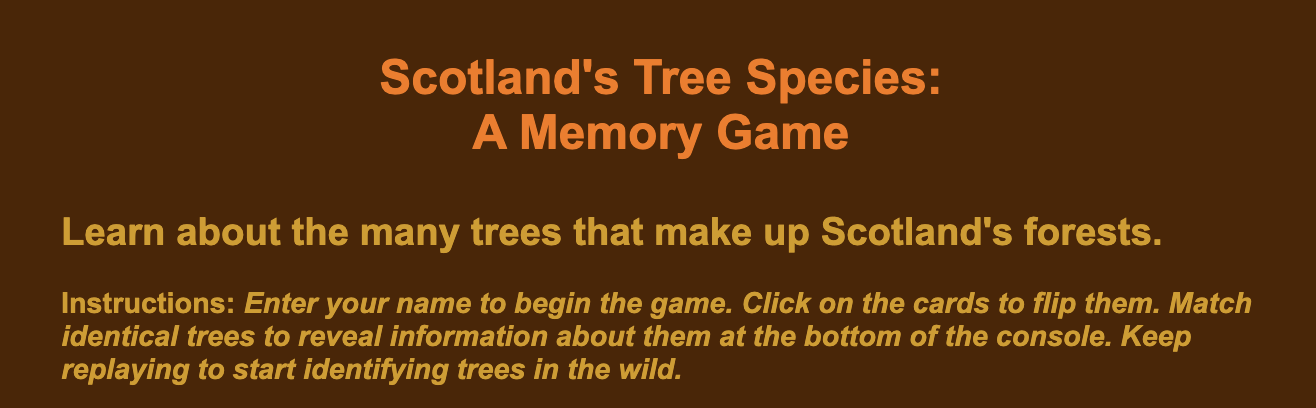 Scotland's Tree Species:
A Memory Game
Learn about the many trees that make up Scotland's forests.
Instructions: Enter your name to begin the game. Click on the cards to flip them. Match
identical trees to reveal information about them at the bottom of the console. Keep
replaying to start identifying trees in the wild.